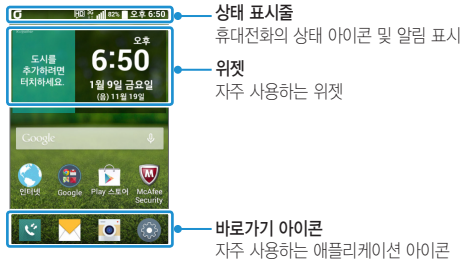 HD 82% 오후 6:50
상태 표시줄
휴대전화의 상태 아이콘 및 알림 표시
도시를
추가하려면
터치하세요.
오후
6:50
1월 9일 금요일
(음) 11월 19일
위젯
자주 사용하는 위젯
Google
인터넷 Google Play 스토어 McAfee
Security
바로가기 아이콘
자주 사용하는 애플리케이션 아이콘